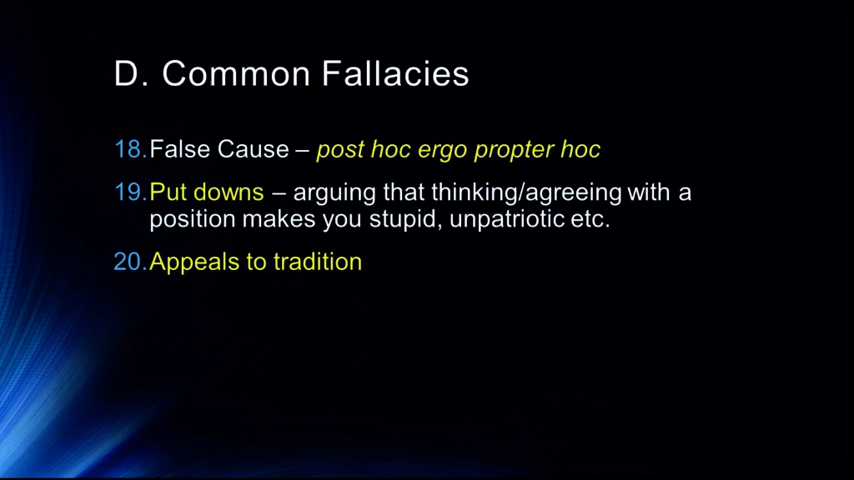 D. Common Fallacies
18. False Cause – post hoc ergo propter hoc
19. Put downs – arguing that thinking/agreeing with a
position makes you stupid, unpatriotic etc.
20. Appeals to tradition